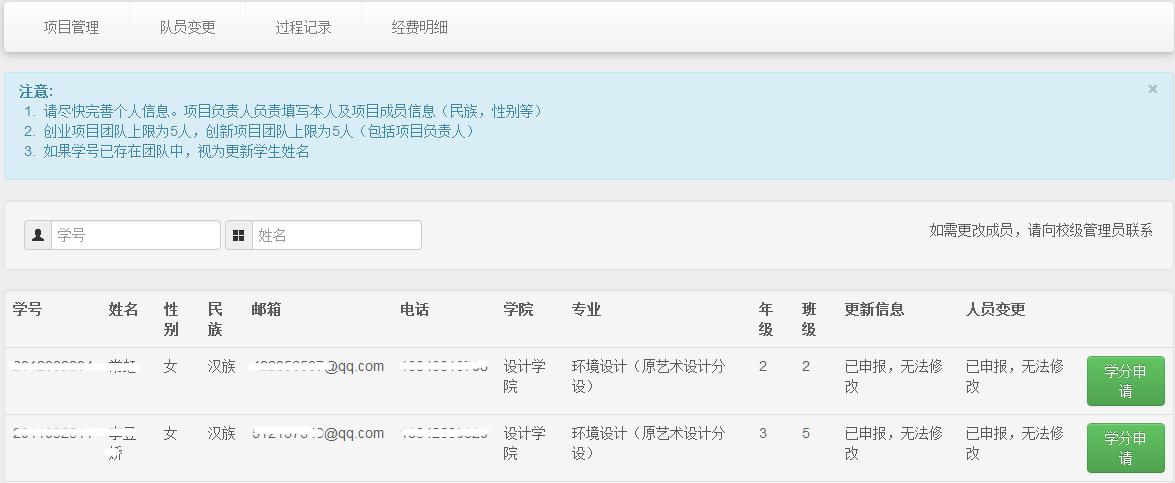 项目管理 队员变更 过程记录 经费明细
注意:
×
1. 请尽快完善个人信息。项目负责人负责填写本人及项目成员信息（民族，性别等）
2. 创业项目团队上限为5人，创新项目团队上限为5人（包括项目负责人）
3. 如果学号已存在团队中，视为更新学生姓名
学号 姓名 如需更改成员，请向校级管理员联系
学号 姓名 性别 民族 邮箱 电话 学院 专业 年级 班级 更新信息 人员变更
女 汉族 @qq.com 设计学院 环境设计（原艺术设计分设） 2 2 已申报，无法修改 已申报，无法修改 学分申请
女 汉族 @qq.com 设计学院 环境设计（原艺术设计分设） 3 5 已申报，无法修改 已申报，无法修改 学分申请